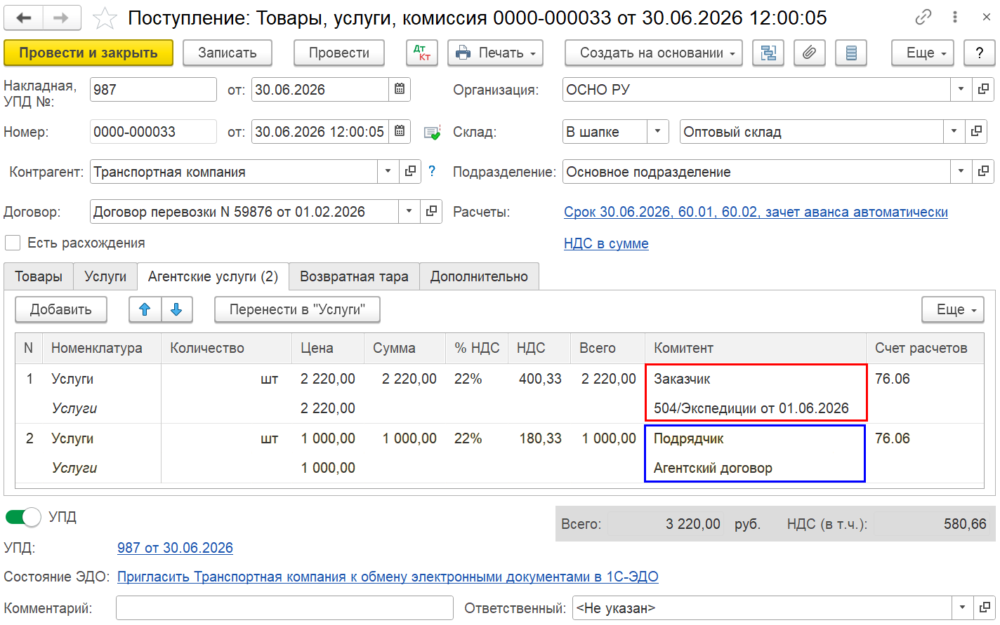 Поступление: Товары, услуги, комиссия 0000-000033 от 30.06.2026 12:00:05
Провести и закрыть Записать Провести Дт Кт Печать Создать на основании Еще ?
Накладная, УПД №: 987 от: 30.06.2026 Организация: ОСНО РУ
Номер: 0000-000033 от: 30.06.2026 12:00:05 Склад: В шапке Оптовый склад
Контрагент: Транспортная компания ? Подразделение: Основное подразделение
Договор: Договор перевозки N 59876 от 01.02.2026 Расчеты: Срок 30.06.2026, 60.01, 60.02, зачет аванса автоматически
Есть расхождения НДС в сумме
Товары Услуги Агентские услуги (2) Возвратная тара Дополнительно
Добавить Перенести в "Услуги" Еще
N Номенклатура Количество Цена Сумма % НДС НДС Всего Комитент Счет расчетов
1 Услуги шт 2 220,00 2 220,00 22% 400,33 2 220,00 Заказчик 76.06
Услуги 2 220,00 504/Экспедиции от 01.06.2026
2 Услуги шт 1 000,00 1 000,00 22% 180,33 1 000,00 Подрядчик 76.06
Услуги 1 000,00 Агентский договор
УПД Всего: 3 220,00 руб. НДС (в т.ч.): 580,66
УПД: 987 от 30.06.2026
Состояние ЭДО: Пригласить Транспортная компания к обмену электронными документами в 1С-ЭДО
Комментарий: Ответственный: <Не указан>